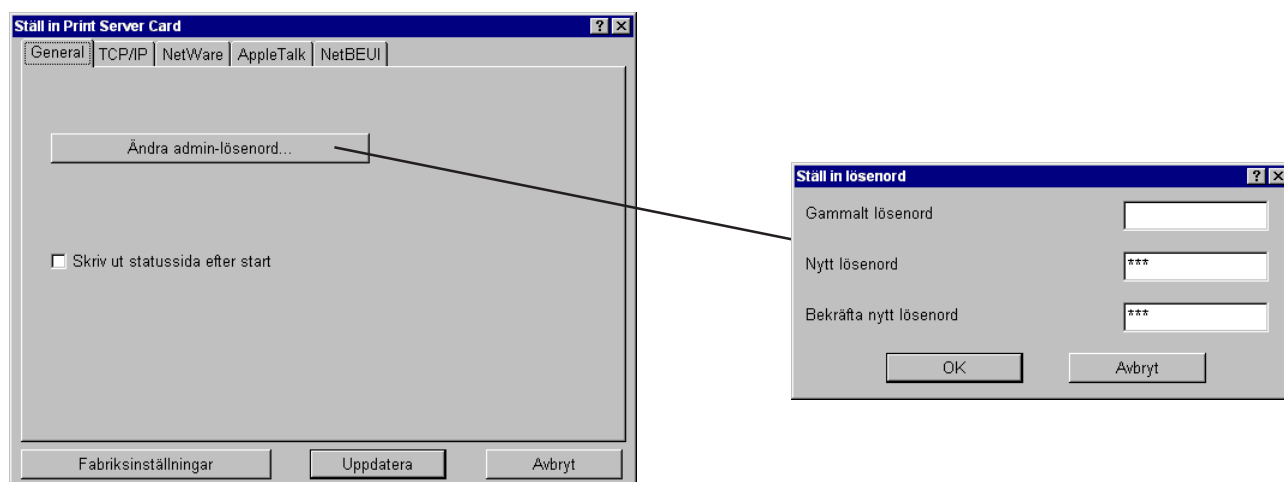 Ställ in Print Server Card
General TCP/IP NetWare AppleTalk NetBEUI
Ändra admin-lösenord...
Skriv ut statussida efter start
Fabriksinställningar Uppdatera Avbryt
Ställ in lösenord
Gammalt lösenord
Nytt lösenord ***
Bekräfta nytt lösenord ***
OK Avbryt